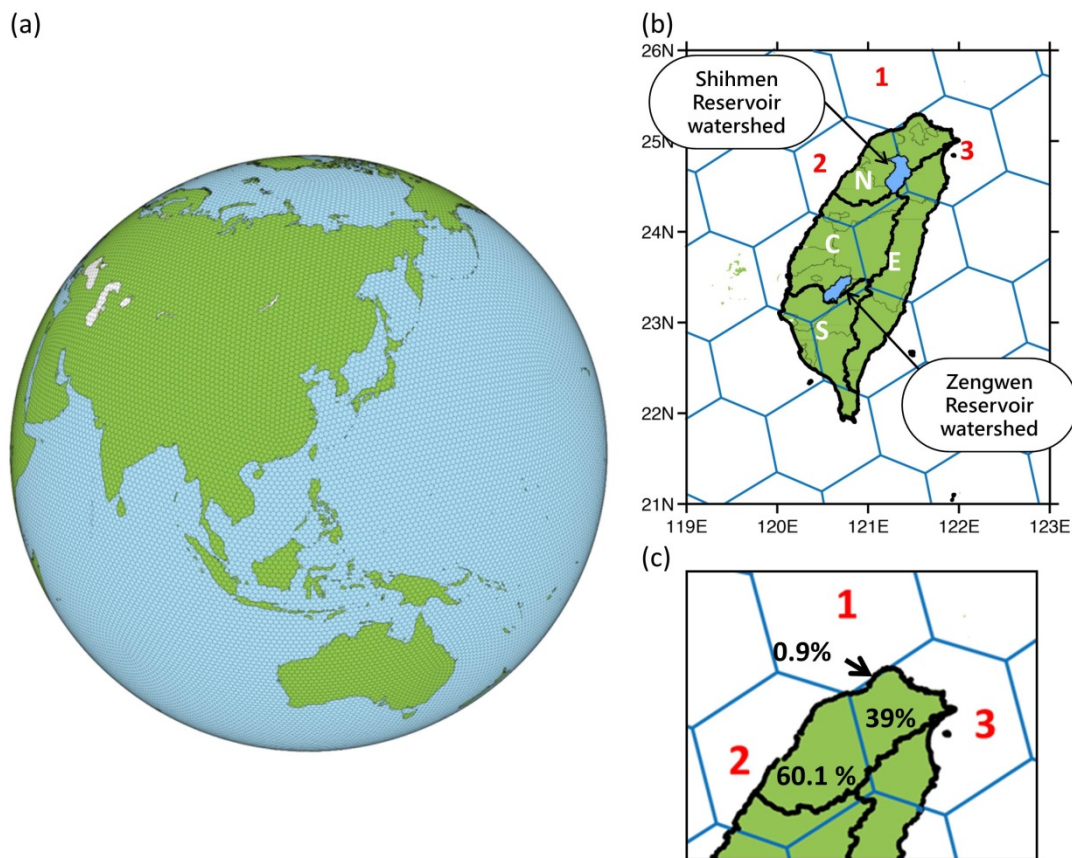 (a)
(b)
26N
25N
24N
23N
22N
21N
119E 120E 121E 122E 123E
Shihmen
Reservoir
watershed
1
2
3
N
C
E
S
Zengwen
Reservoir
watershed
(c)
1
0.9%
39%
3
2
60.1 %